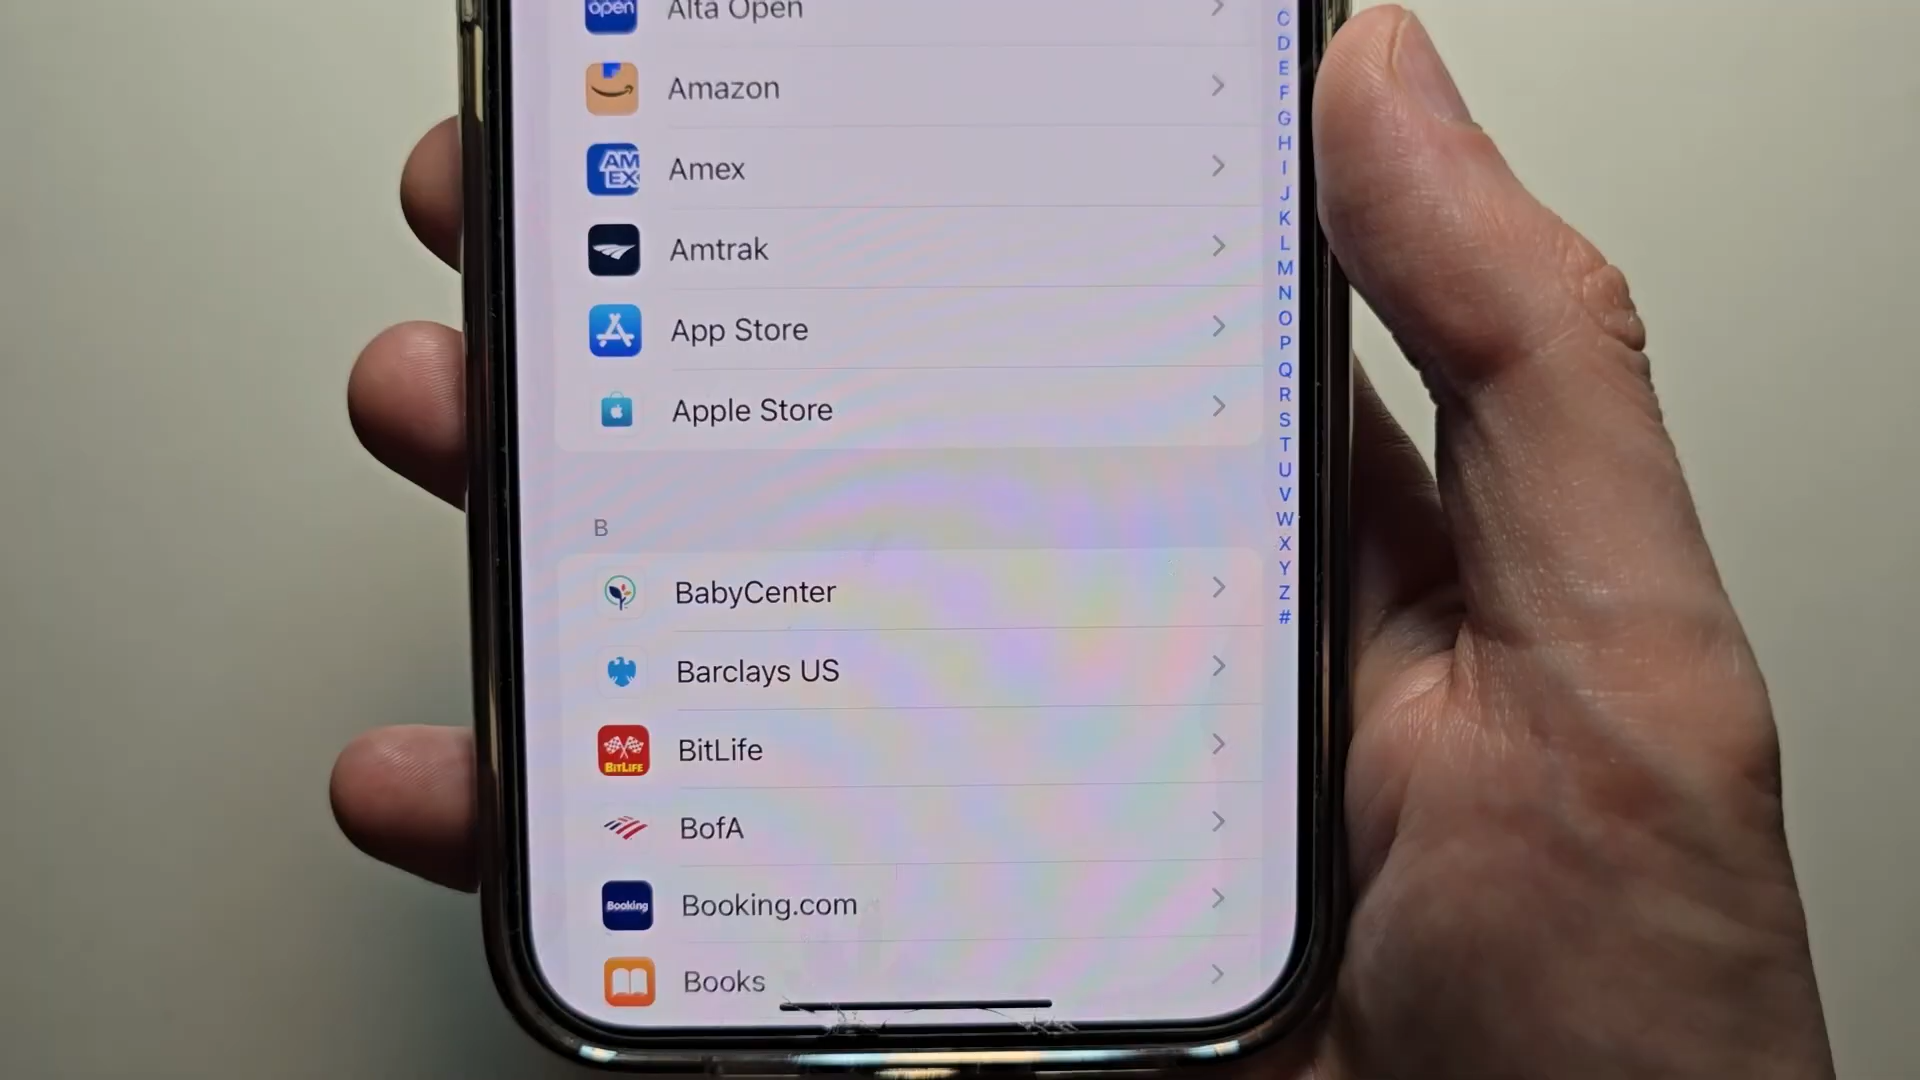 open Alta Open
Amazon
AM
EX Amex
Amtrak
App Store
Apple Store
B
BabyCenter
Barclays US
BITLIFE BitLife
BofA
Booking Booking.com
Books
C
D
E
F
G
H
I
J
K
L
M
N
O
P
Q
R
S
T
U
V
W
X
Y
Z
#